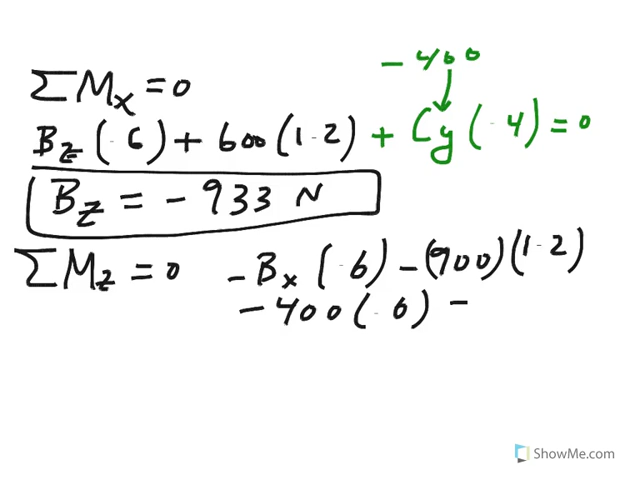 - 400
ΣMx = 0
Bz (.6) + 600 (1.2) + Cy (.4) = 0
Bz = - 933 N
ΣMz = 0 - Bx (.6) - (900)(1.2)
- 400 (.6) -
ShowMe.com